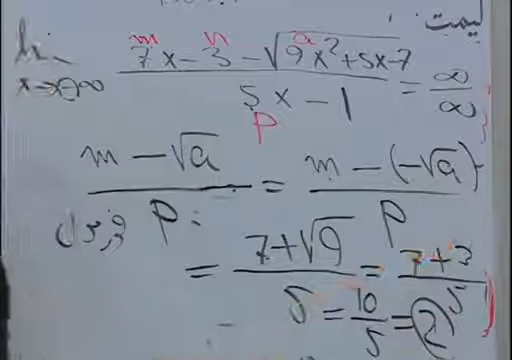 لیمت
m n a
lim x→-∞ (7x - 3 - √(9x²+5x-7)) / (5x - 1) = ∞/∞
p
(m - √a) / p = (m - (-√a)) / p
= (7+√9) / 5 = (7+3) / 5
= 10/5 = 2